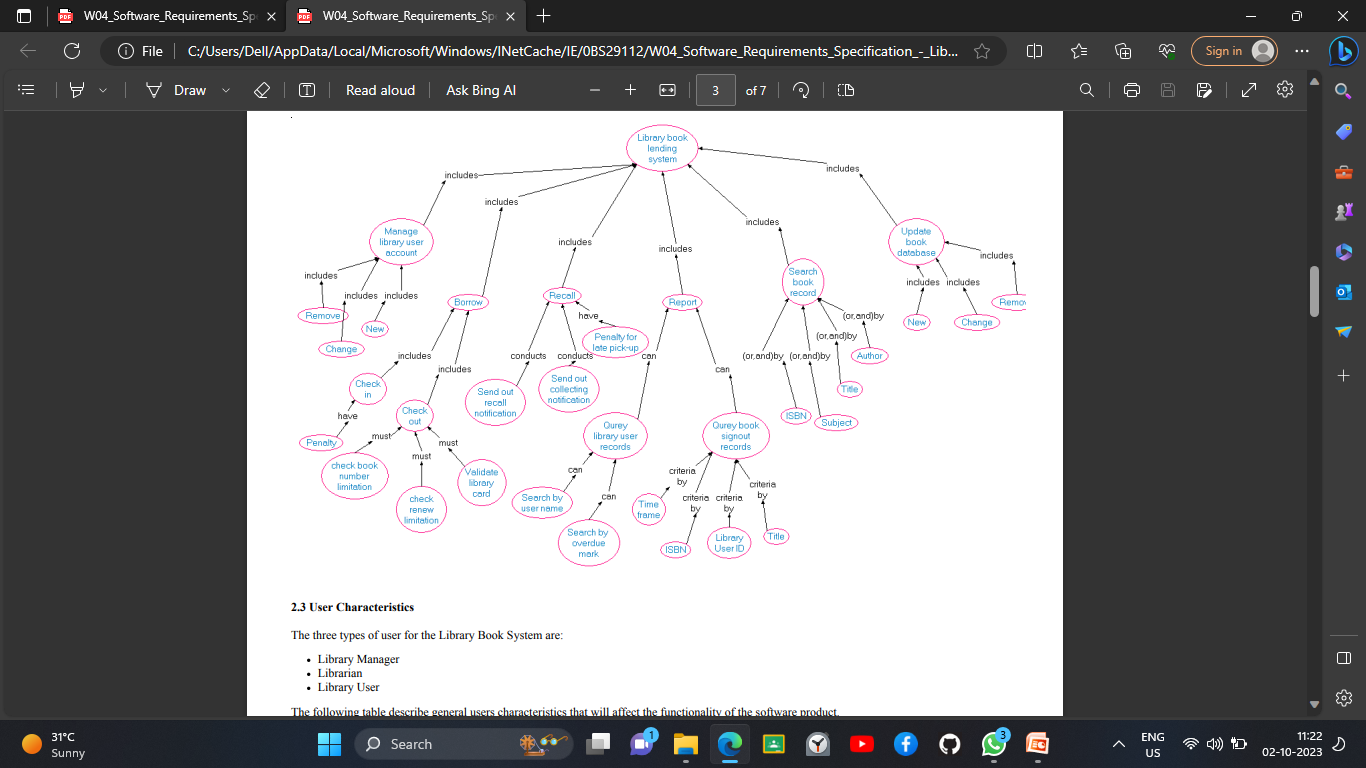 W04_Software_Requirements_Sp
W04_Software_Requirements_Sp
File
C:/Users/Dell/AppData/Local/Microsoft/Windows/INetCache/IE/0BS29112/W04_Software_Requirements_Specification_-_Lib...
Sign in
Draw
Read aloud
Ask Bing AI
3
of 7
Library book
lending
system
includes
includes
includes
includes
includes
includes
Manage
library user
account
Update
book
database
includes
includes
includes
Remove
Change
New
Borrow
Recall
Report
Search
book
record
includes
includes
includes
New
Change
Remov
have
Penalty for
late pick-up
conducts
conducts
Send out
recall
notification
Send out
collecting
notification
can
can
(or,and)by
(or,and)by
(or,and)by
(or,and)by
Author
Title
ISBN
Subject
includes
includes
Check
in
Check
out
have
Penalty
must
must
must
check book
number
limitation
check
renew
limitation
Validate
library
card
Qurey
library user
records
Qurey book
signout
records
can
can
Search by
user name
Search by
overdue
mark
criteria
by
criteria
by
criteria
by
criteria
by
Time
frame
ISBN
Library
User ID
Title
2.3 User Characteristics
The three types of user for the Library Book System are:
• Library Manager
• Librarian
• Library User
The following table describe general users characteristics that will affect the functionality of the software product.
31°C
Sunny
Search
1
3
ENG
US
11:22
02-10-2023